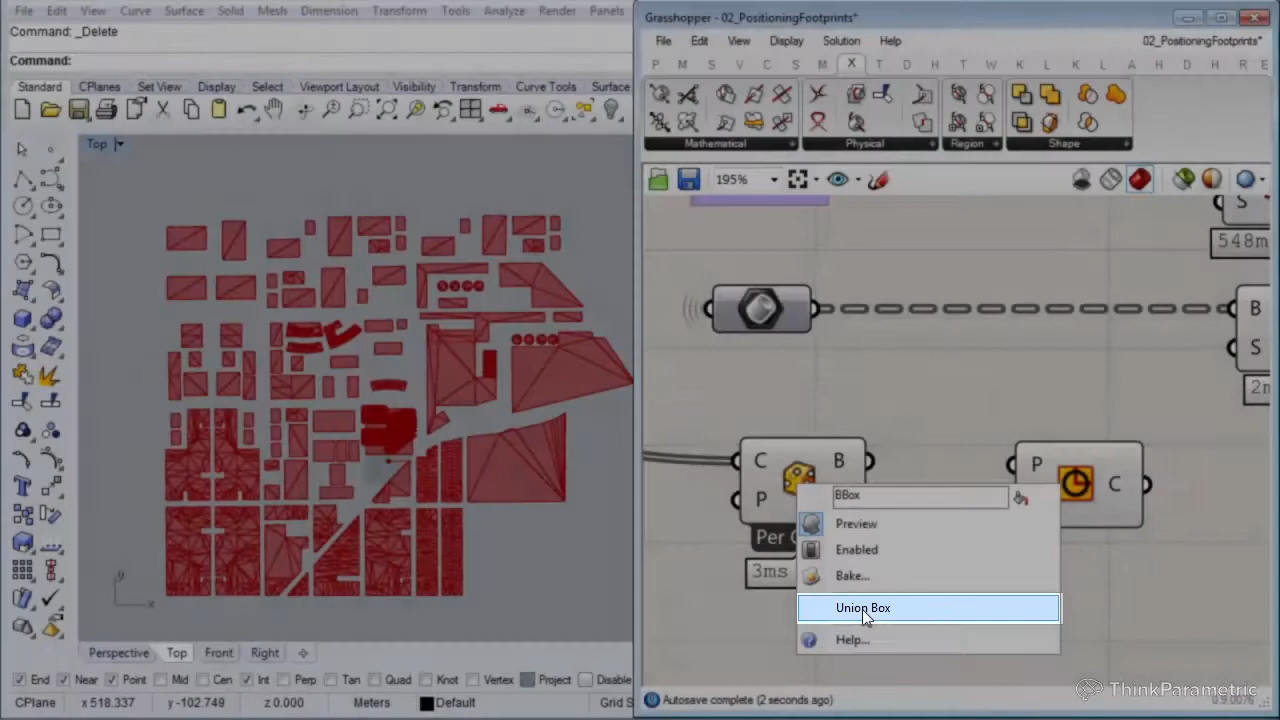 File Edit View Curve Surface Solid Mesh Dimension Transform Tools Analyze Render Panels
Command: _Delete
Command:
Standard CPlanes Set View Display Select Viewport Layout Visibility Transform Curve Tools Surface
Top
y
x
Perspective Top Front Right
End Near Point Mid Cen Int Perp Tan Quad Knot Vertex Project Disable
CPlane x 518.337 y -102.749 z 0.000 Meters Default Grid S
Grasshopper - 02_PositioningFootprints*
File Edit View Display Solution Help 02_PositioningFootprints*
P M S V C S M X T D H T W S K L K L A H D H R E
Mathematical Physical Region Shape
195%
S
548m
B
S
2m
C B
P
Per
3ms
P C
BBox
Preview
Enabled
Bake...
Union Box
Help...
ThinkParametric
Autosave complete (2 seconds ago)
0.9.0076